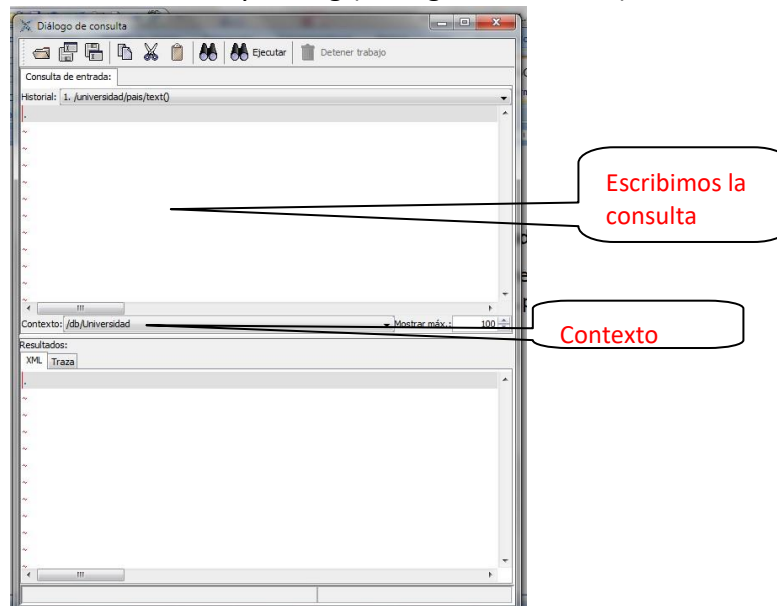 Diálogo de consulta
Ejecutar
Detener trabajo
Consulta de entrada:
Historial: 1. /universidad/pais/text()
Escribimos la
consulta
Contexto: /db/Universidad
Mostrar máx.: 100
Contexto
Resultados:
XML Traza